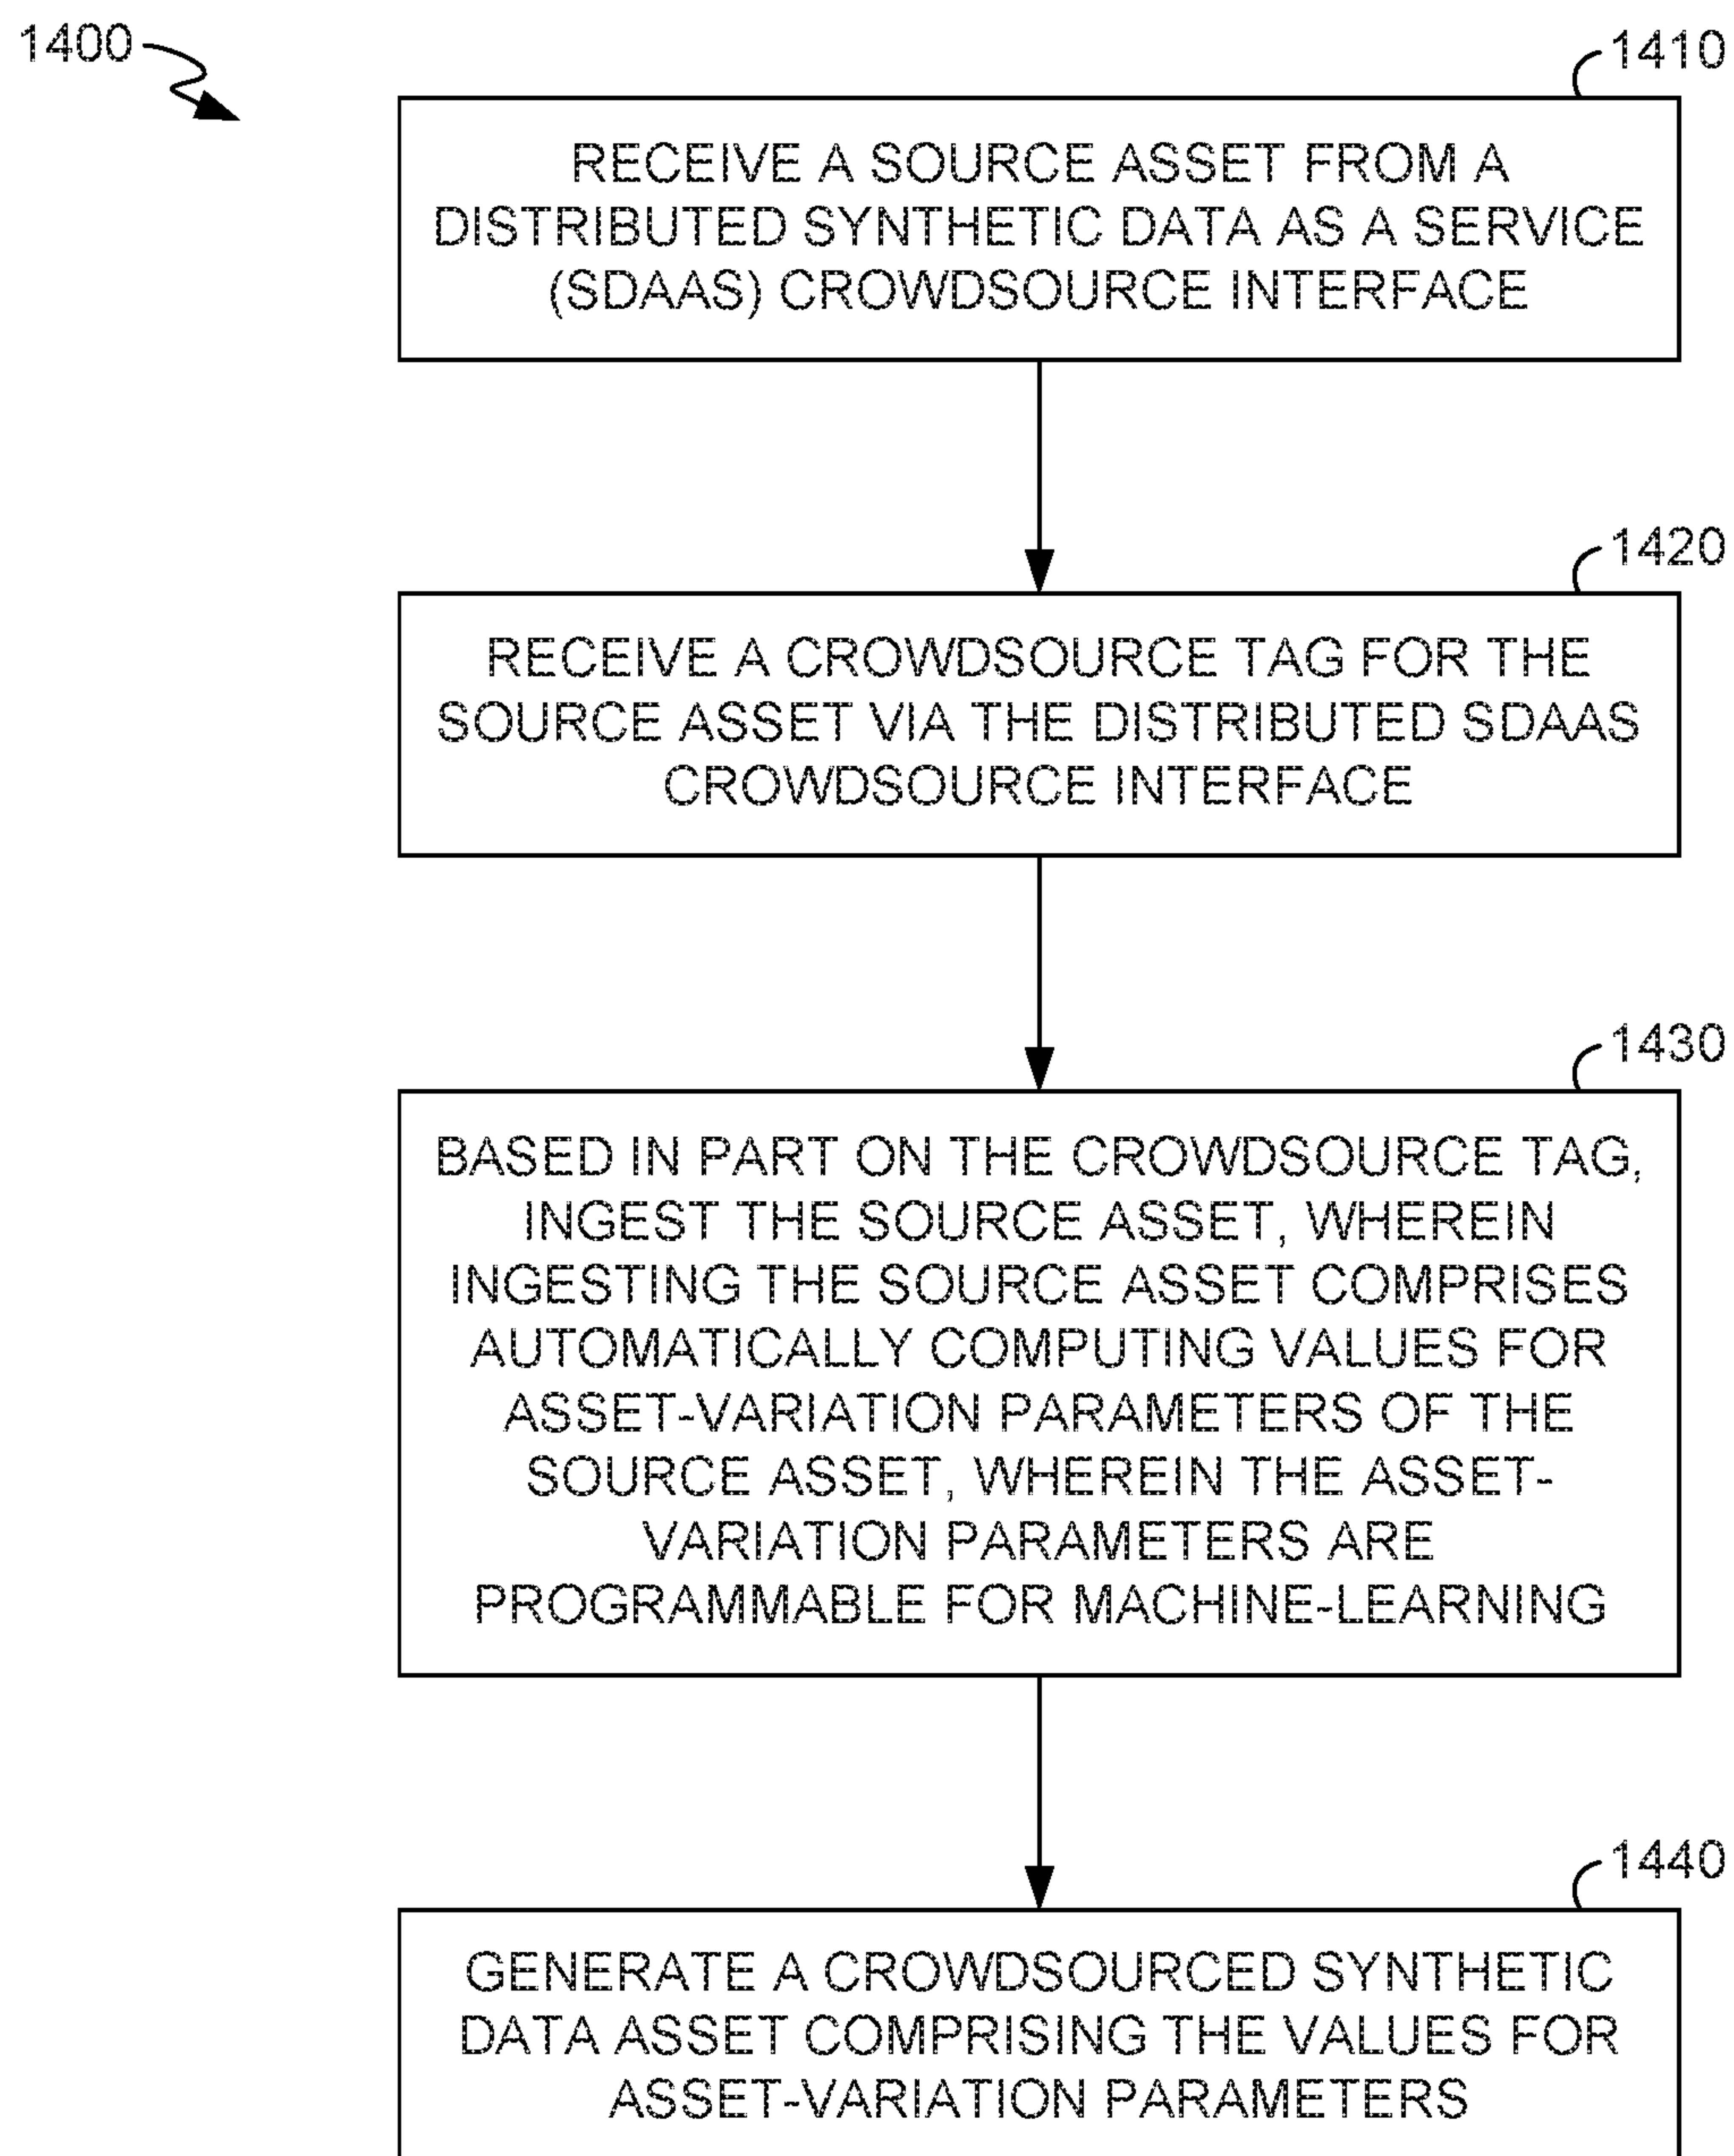 1400
1410
RECEIVE A SOURCE ASSET FROM A
DISTRIBUTED SYNTHETIC DATA AS A SERVICE
(SDAAS) CROWDSOURCE INTERFACE
1420
RECEIVE A CROWDSOURCE TAG FOR THE
SOURCE ASSET VIA THE DISTRIBUTED SDAAS
CROWDSOURCE INTERFACE
1430
BASED IN PART ON THE CROWDSOURCE TAG,
INGEST THE SOURCE ASSET, WHEREIN
INGESTING THE SOURCE ASSET COMPRISES
AUTOMATICALLY COMPUTING VALUES FOR
ASSET-VARIATION PARAMETERS OF THE
SOURCE ASSET, WHEREIN THE ASSET-
VARIATION PARAMETERS ARE
PROGRAMMABLE FOR MACHINE-LEARNING
1440
GENERATE A CROWDSOURCED SYNTHETIC
DATA ASSET COMPRISING THE VALUES FOR
ASSET-VARIATION PARAMETERS